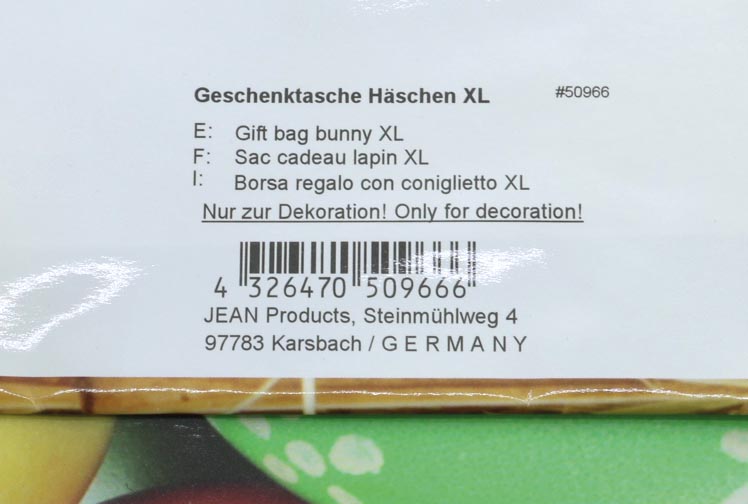 Geschenktasche Häschen XL #50966
E: Gift bag bunny XL
F: Sac cadeau lapin XL
I: Borsa regalo con coniglietto XL
Nur zur Dekoration! Only for decoration!
4 326470 509666
JEAN Products, Steinmühlweg 4
97783 Karsbach / G E R M A N Y